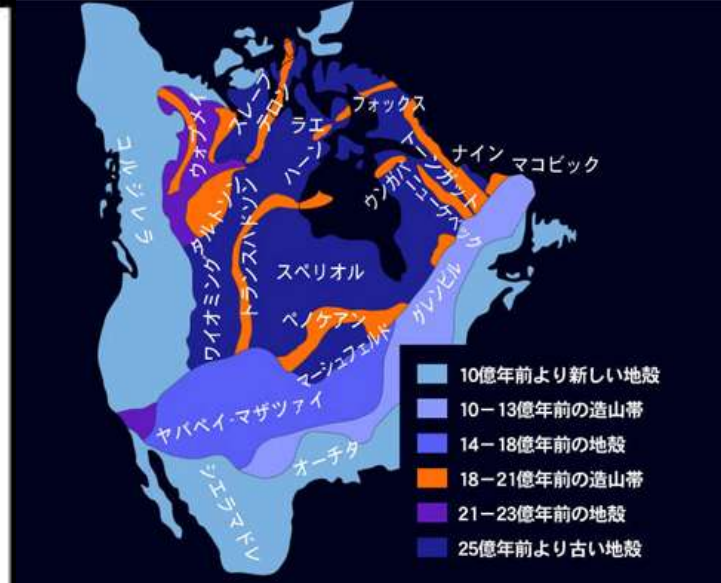 スレーブ
テロン
フォックス
ラエ
ウォプメイ
ハーン
ナイン
マコビック
トーンガット
コルジレラ
ウンガバ
ニューケベック
タルトソン
トランスハドソン
スペリオル
ワイオミング
グレンビル
ペノケアン
マーシュフェルド
ヤバペイ-マザツァイ
オーチタ
シエラマドレ
10億年前より新しい地殻
10－13億年前の造山帯
14－18億年前の地殻
18－21億年前の造山帯
21－23億年前の地殻
25億年前より古い地殻